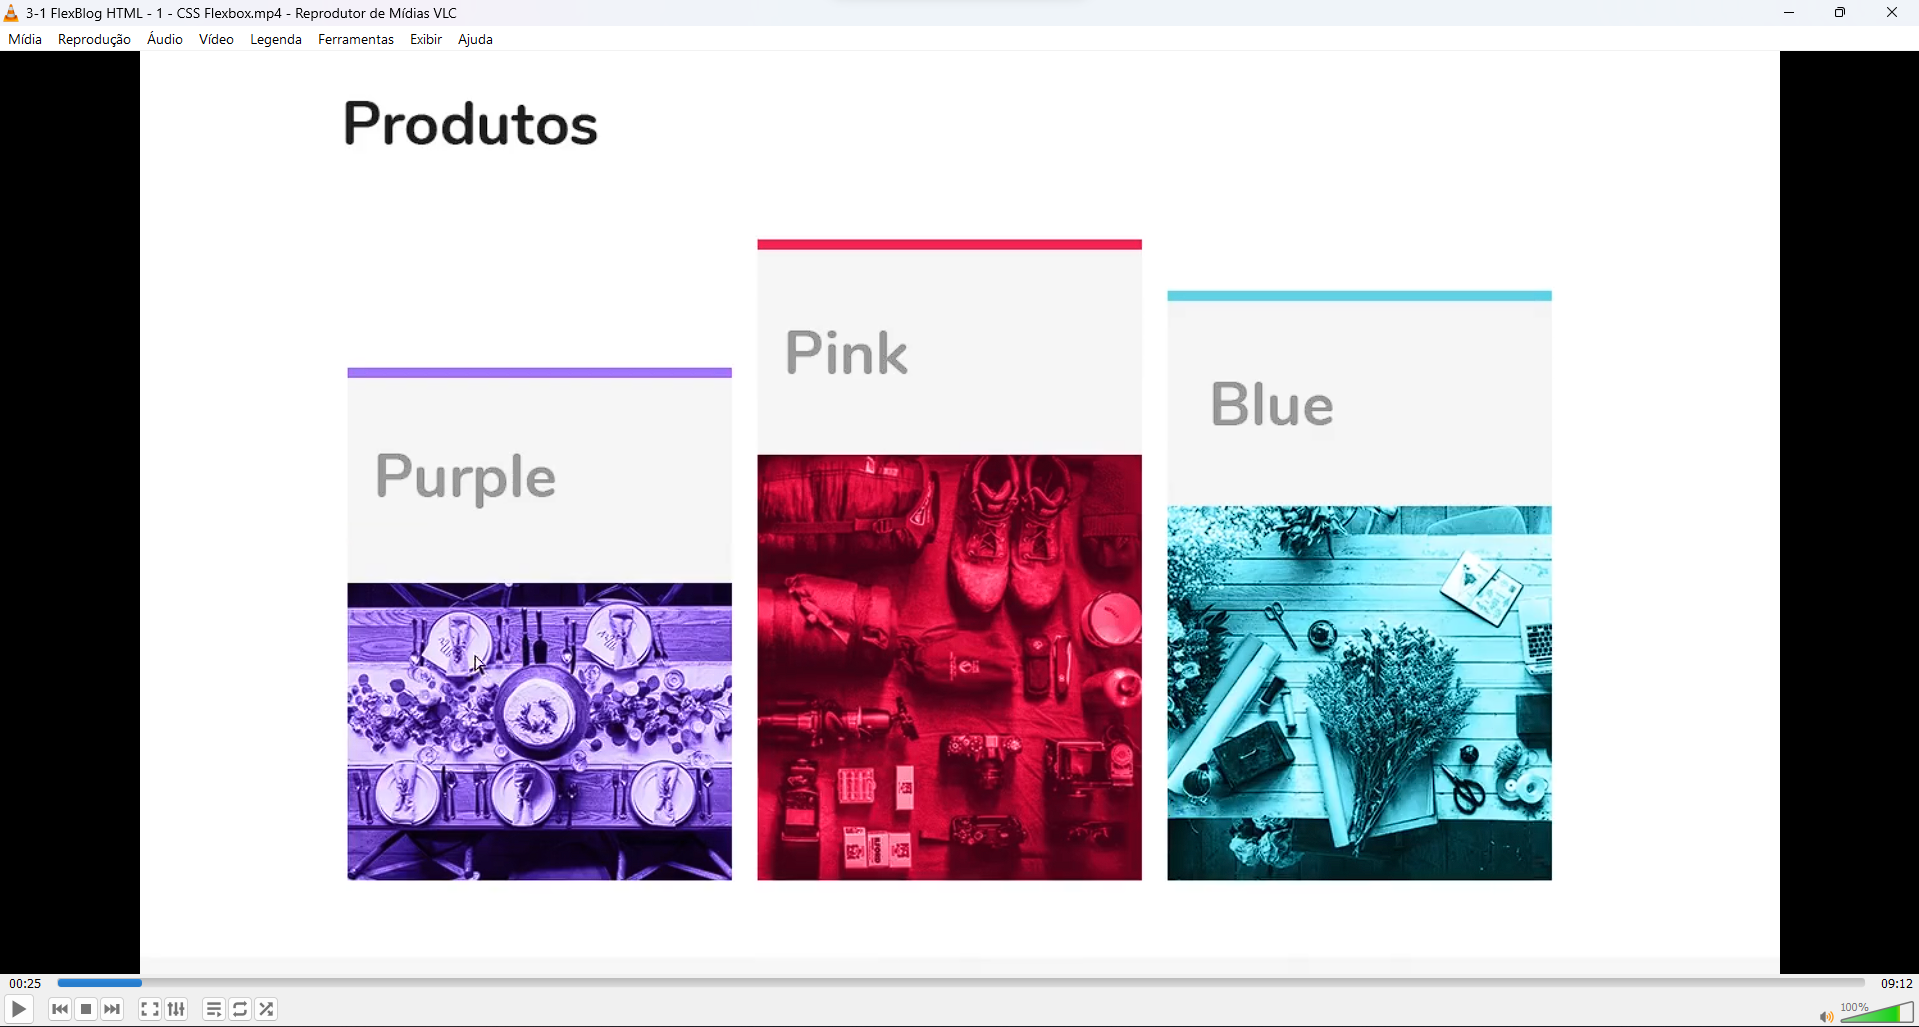 3-1 FlexBlog HTML - 1 - CSS Flexbox.mp4 - Reprodutor de Mídias VLC
Mídia Reprodução Áudio Vídeo Legenda Ferramentas Exibir Ajuda
Produtos
Purple
Pink
Blue
00:25
09:12
100%